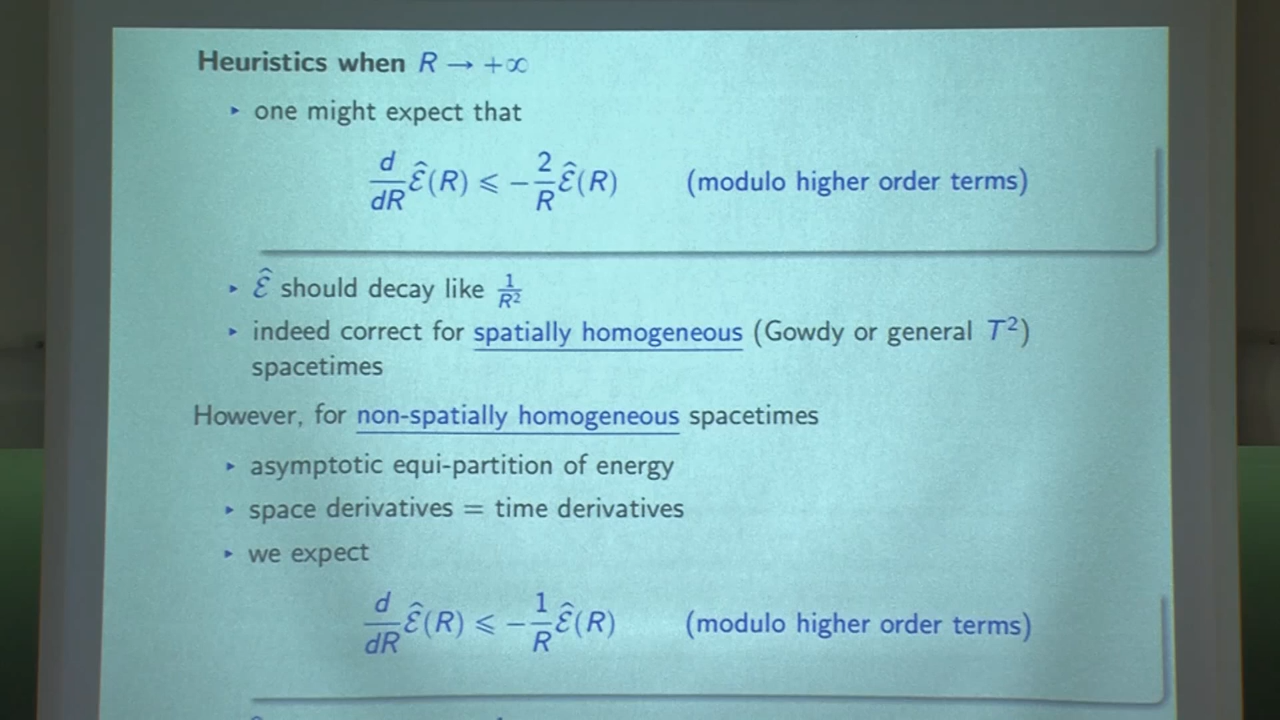 Heuristics when R → +∞
▸ one might expect that
d/dR Ê(R) ⩽ −2/R Ê(R) (modulo higher order terms)
▸ Ê should decay like 1/R²
▸ indeed correct for spatially homogeneous (Gowdy or general T²)
spacetimes
However, for non-spatially homogeneous spacetimes
▸ asymptotic equi-partition of energy
▸ space derivatives = time derivatives
▸ we expect
d/dR Ê(R) ⩽ −1/R Ê(R) (modulo higher order terms)